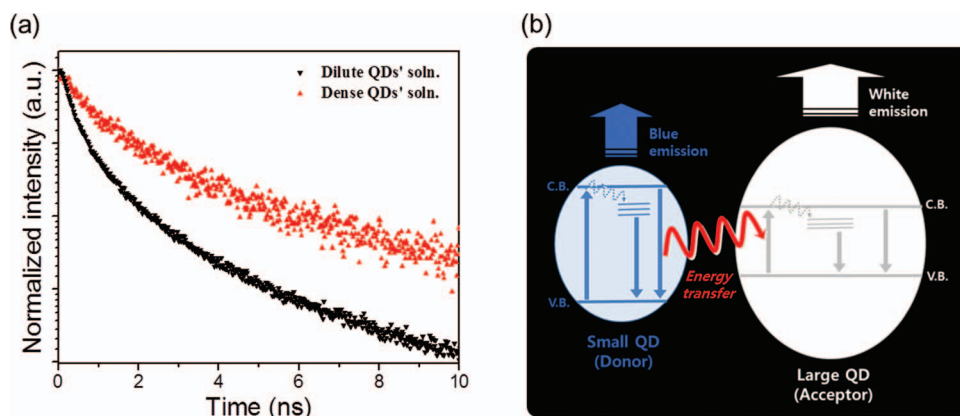 (a)
Normalized intensity (a.u.)
Dilute QDs' soln.
Dense QDs' soln.
0 2 4 6 8 10
Time (ns)
(b)
White
emission
Blue
emission
C.B.
C.B.
Energy
transfer
V.B.
V.B.
Small QD
(Donor)
Large QD
(Acceptor)